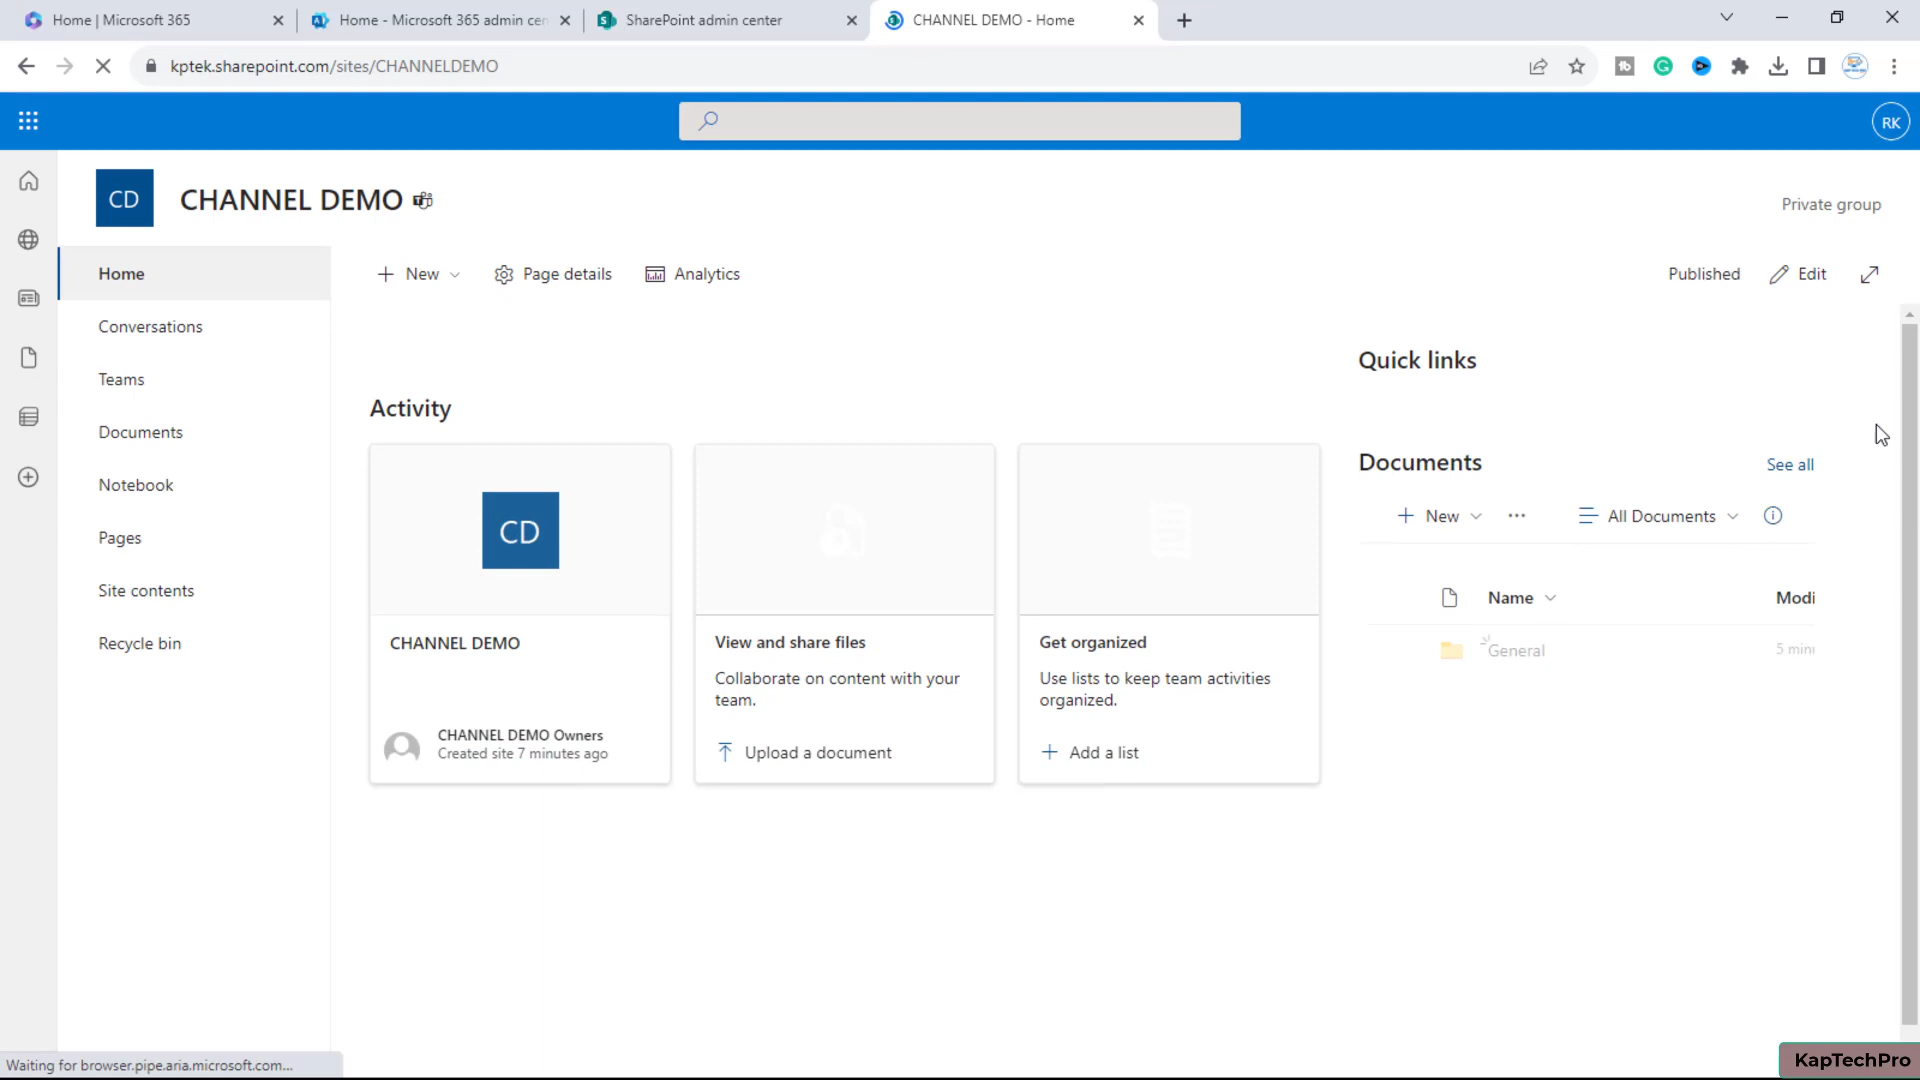 Home | Microsoft 365
Home - Microsoft 365 admin cen
SharePoint admin center
CHANNEL DEMO - Home
kptek.sharepoint.com/sites/CHANNELDEMO
RK
CD
CHANNEL DEMO
Private group
Home
New
Page details
Analytics
Published
Edit
Conversations
Teams
Documents
Notebook
Pages
Site contents
Recycle bin
Activity
CD
CHANNEL DEMO
CHANNEL DEMO Owners
Created site 7 minutes ago
View and share files
Collaborate on content with your
team.
Upload a document
Get organized
Use lists to keep team activities
organized.
Add a list
Quick links
Documents
See all
New
All Documents
Name
Modi
General
5 minu
Waiting for browser.pipe.aria.microsoft.com...
KapTechPro